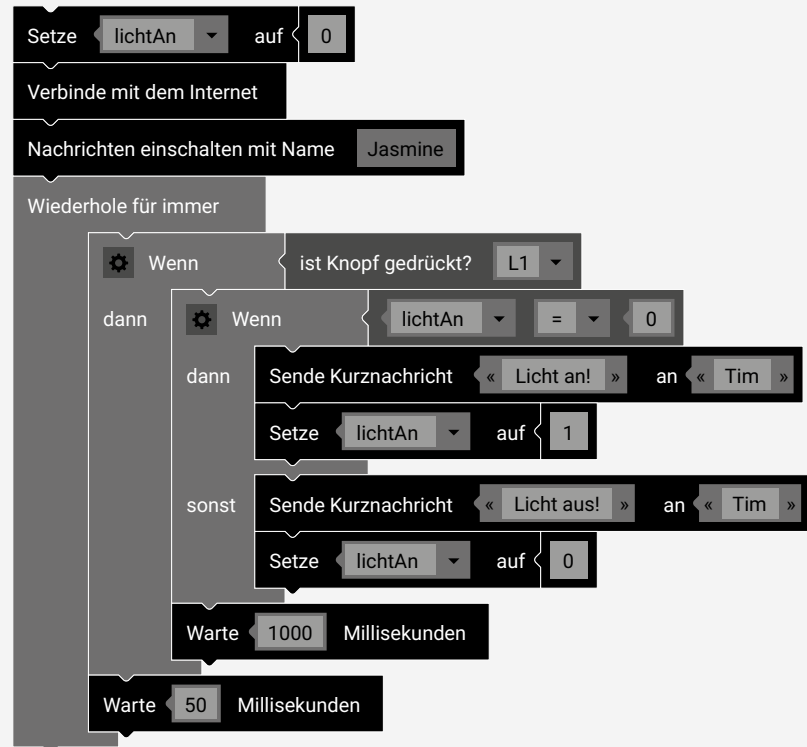 Setze lichtAn auf 0
Verbinde mit dem Internet
Nachrichten einschalten mit Name Jasmine
Wiederhole für immer
Wenn ist Knopf gedrückt? L1
dann Wenn lichtAn = 0
dann Sende Kurznachricht « Licht an! » an « Tim »
Setze lichtAn auf 1
sonst Sende Kurznachricht « Licht aus! » an « Tim »
Setze lichtAn auf 0
Warte 1000 Millisekunden
Warte 50 Millisekunden